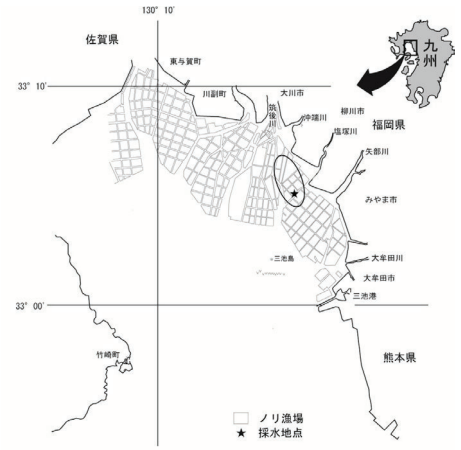 130° 10'
佐賀県
九州
東与賀町
33° 10'
川副町
大川市
筑後川
沖端川
柳川市
福岡県
塩塚川
矢部川
みやま市
三池島
大牟田川
大牟田市
三池港
33° 00'
竹崎町
熊本県
ノリ漁場
★ 採水地点